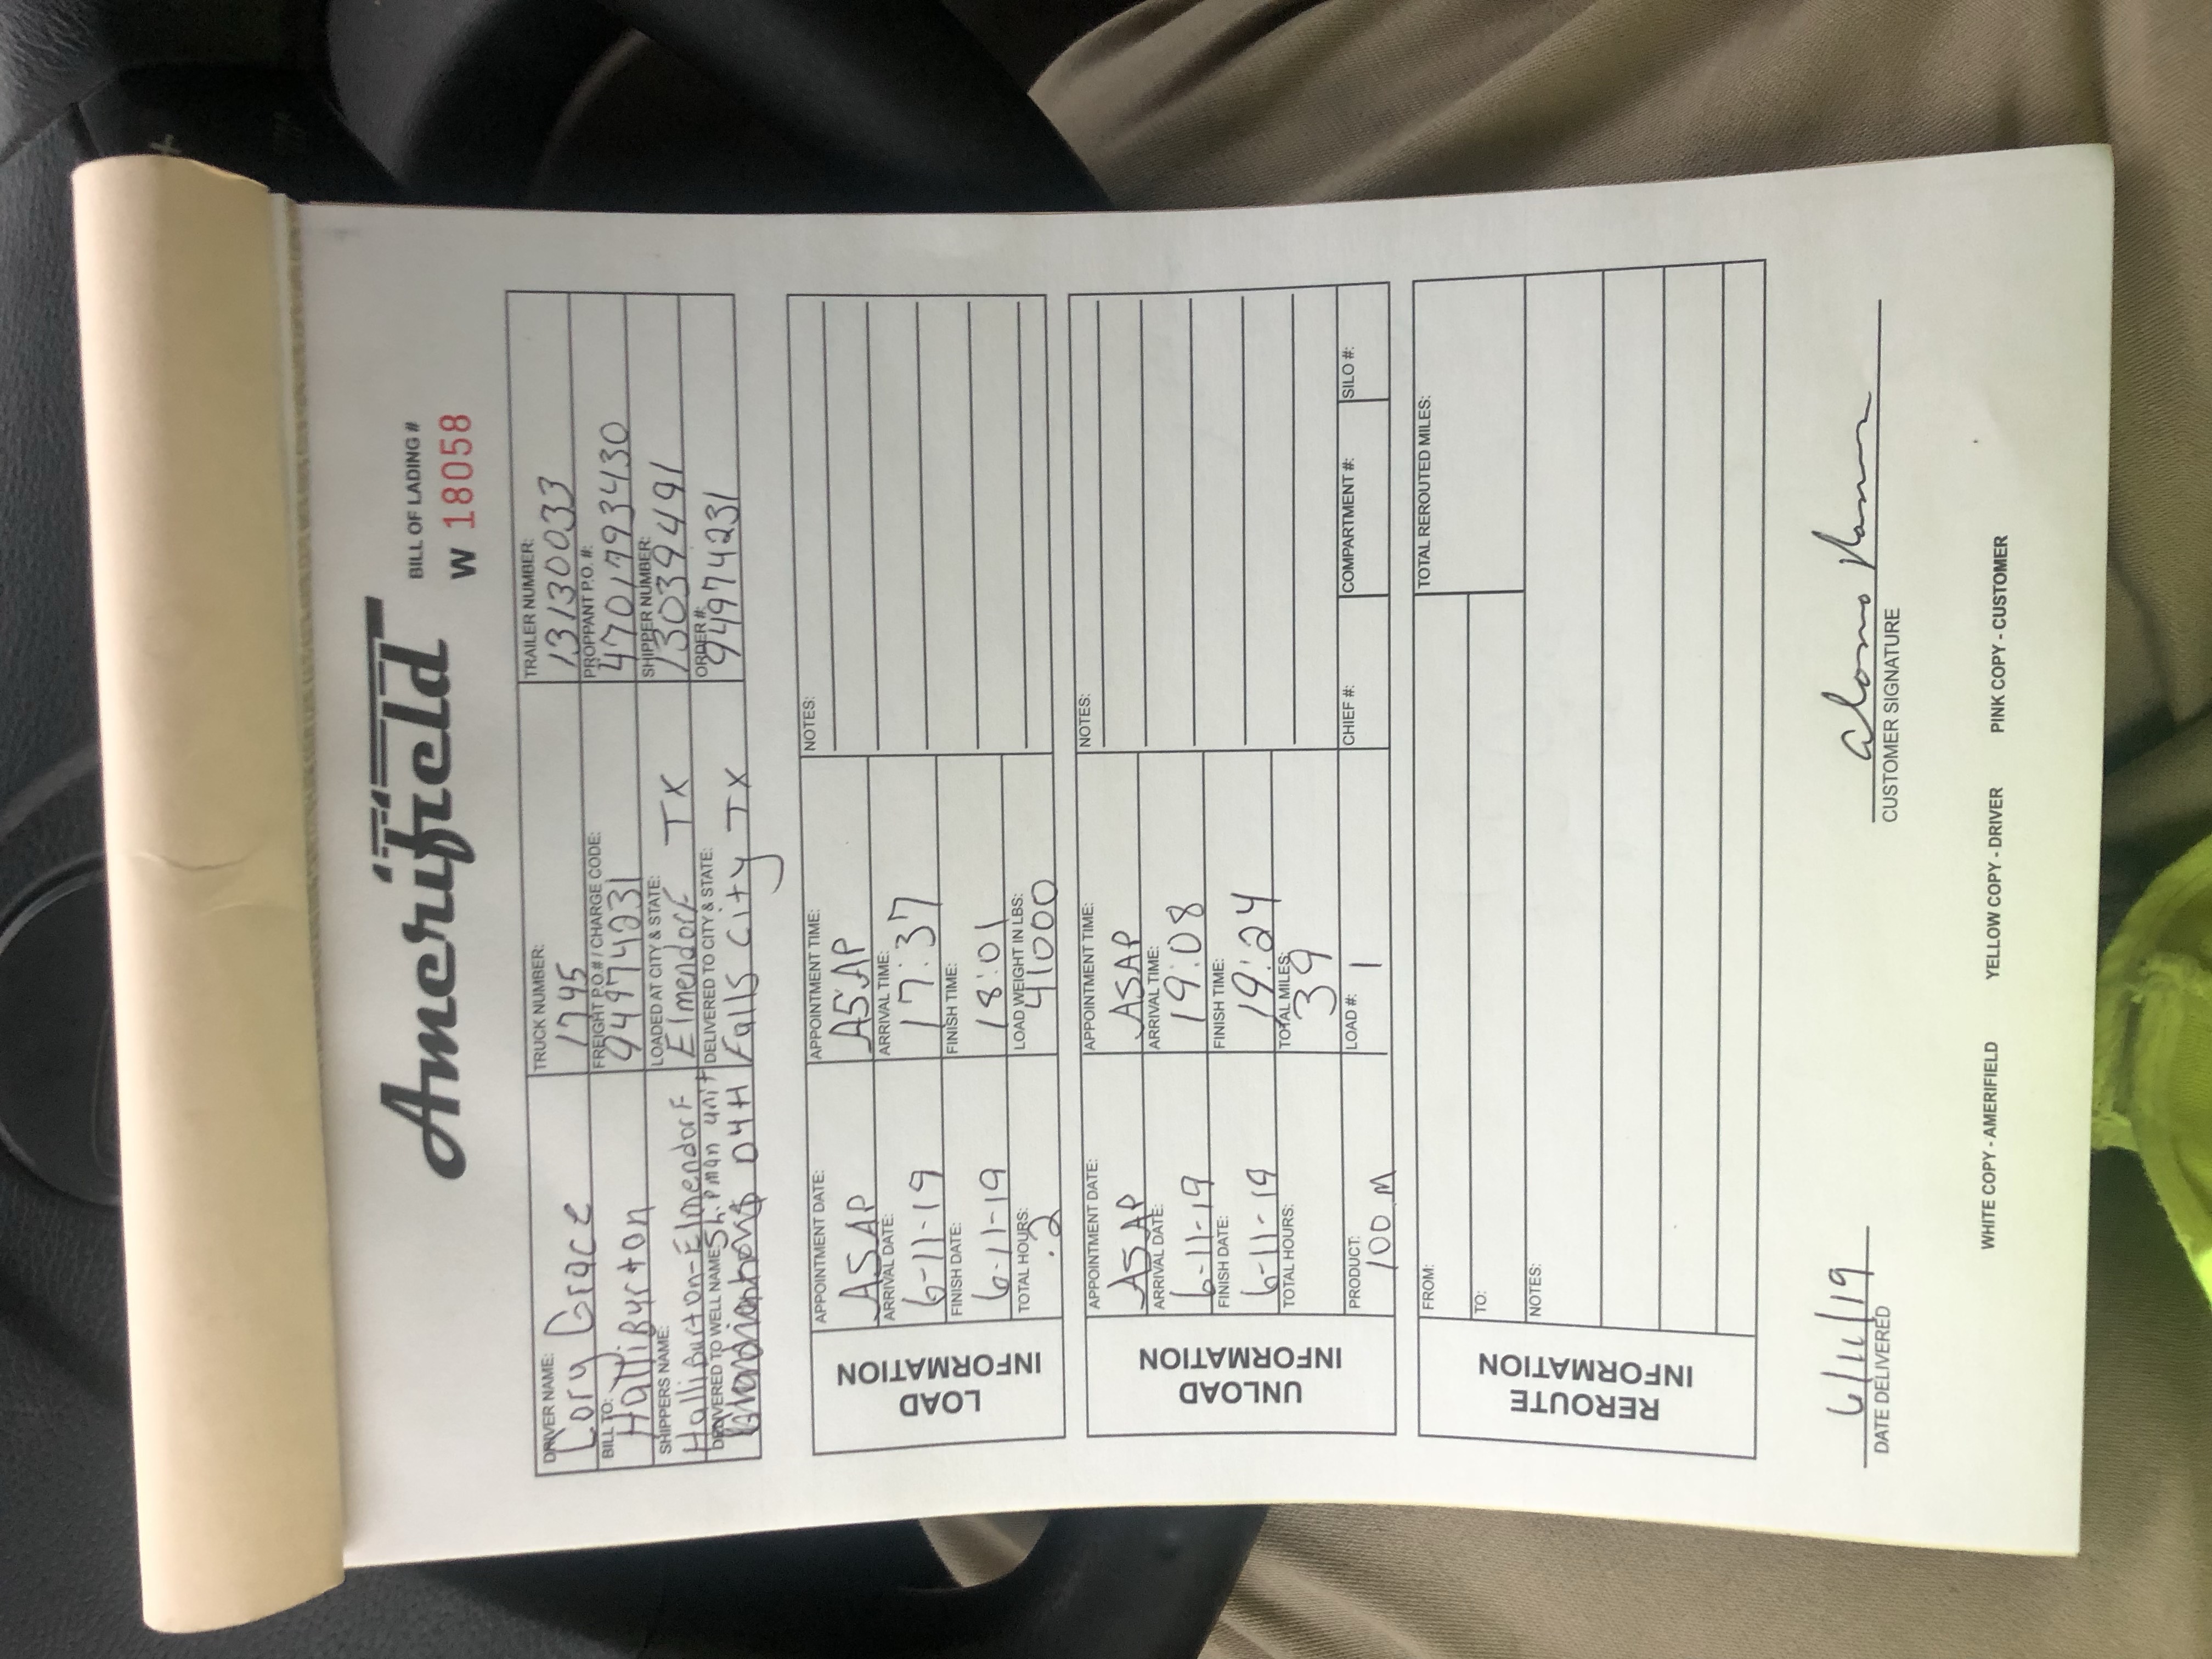 Amerifield
BILL OF LADING #
W 18058
DRIVER NAME: Cory Grace
TRUCK NUMBER: 1745
TRAILER NUMBER: 13130033
BILL TO: HalliBurton
FREIGHT P.O.# / CHARGE CODE: 94974231
PROPPANT P.O. #: 4701793430
SHIPPERS NAME: HalliBurton-Elmendorf
LOADED AT CITY & STATE: Elmendorf TX
SHIPPER NUMBER: 13039491
DELIVERED TO WELL NAME: Shipman unit
04H
DELIVERED TO CITY & STATE: Falls City TX
ORDER #: 94974231
LOAD INFORMATION
APPOINTMENT DATE: ASAP
APPOINTMENT TIME: ASAP
NOTES:
ARRIVAL DATE: 6-11-19
ARRIVAL TIME: 17:37
FINISH DATE: 6-11-19
FINISH TIME: 18:01
TOTAL HOURS: .2
LOAD WEIGHT IN LBS: 41000
UNLOAD INFORMATION
APPOINTMENT DATE: ASAP
APPOINTMENT TIME: ASAP
NOTES:
ARRIVAL DATE: 6-11-19
ARRIVAL TIME: 19:08
FINISH DATE: 6-11-19
FINISH TIME: 19:24
TOTAL HOURS:
TOTAL MILES: 39
PRODUCT: 100 M
LOAD #: 1
CHIEF #:
COMPARTMENT #:
SILO #:
REROUTE INFORMATION
FROM:
TOTAL REROUTED MILES:
TO:
NOTES:
6/11/19
DATE DELIVERED
CUSTOMER SIGNATURE
WHITE COPY - AMERIFIELD YELLOW COPY - DRIVER PINK COPY - CUSTOMER